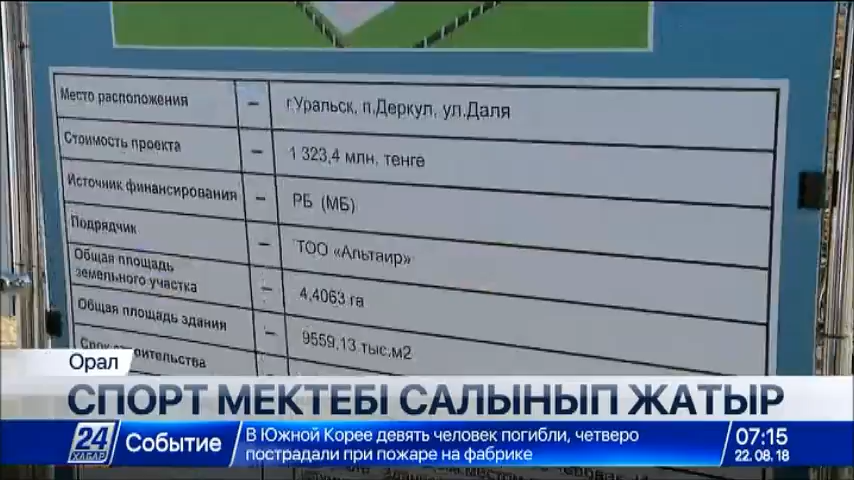 Место расположения – г.Уральск, п.Деркул, ул.Даля
Стоимость проекта – 1 323,4 млн. тенге
Источник финансирования – РБ (МБ)
Подрядчик – ТОО «Альтаир»
Общая площадь
земельного участка – 4,4063 га
Общая площадь здания – 9559,13 тыс.м2
Орал
СПОРТ МЕКТЕБІ САЛЫНЫП ЖАТЫР
24
ХАБАР
Событие
В Южной Корее девять человек погибли, четверо
пострадали при пожаре на фабрике
07:15
22.08.18